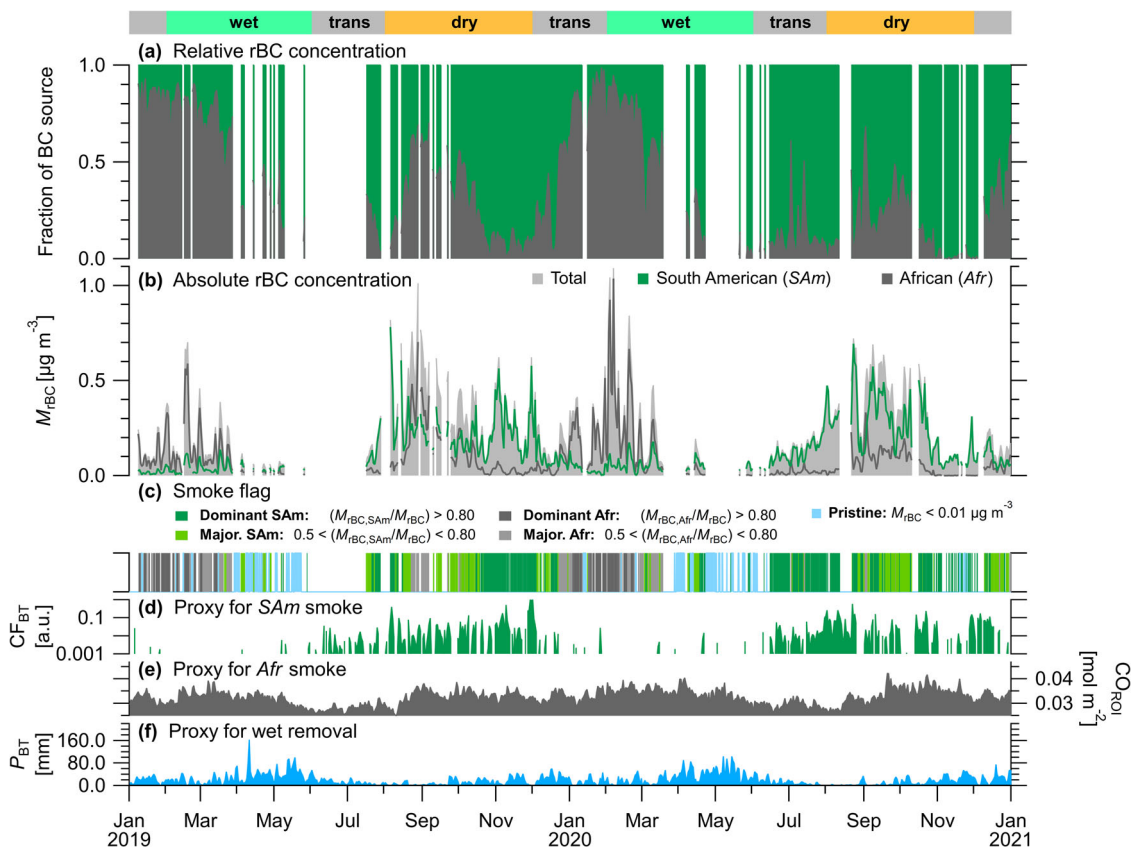 wet trans dry trans wet trans dry
(a) Relative rBC concentration
Fraction of BC source
1.0
0.5
0.0
(b) Absolute rBC concentration
Total South American (SAm) African (Afr)
MrBC [µg m⁻³]
1.0
0.5
0.0
(c) Smoke flag
Dominant SAm: (MrBC,SAm/MrBC) > 0.80 Dominant Afr: (MrBC,Afr/MrBC) > 0.80 Pristine: MrBC < 0.01 µg m⁻³
Major. SAm: 0.5 < (MrBC,SAm/MrBC) < 0.80 Major. Afr: 0.5 < (MrBC,Afr/MrBC) < 0.80
(d) Proxy for SAm smoke
CFBT
[a.u.]
0.1
0.001
(e) Proxy for Afr smoke
0.04
0.03
COROI
[mol m⁻²]
(f) Proxy for wet removal
PBT
[mm]
160.0
80.0
0.0
Jan Mar May Jul Sep Nov Jan Mar May Jul Sep Nov Jan
2019 2020 2021